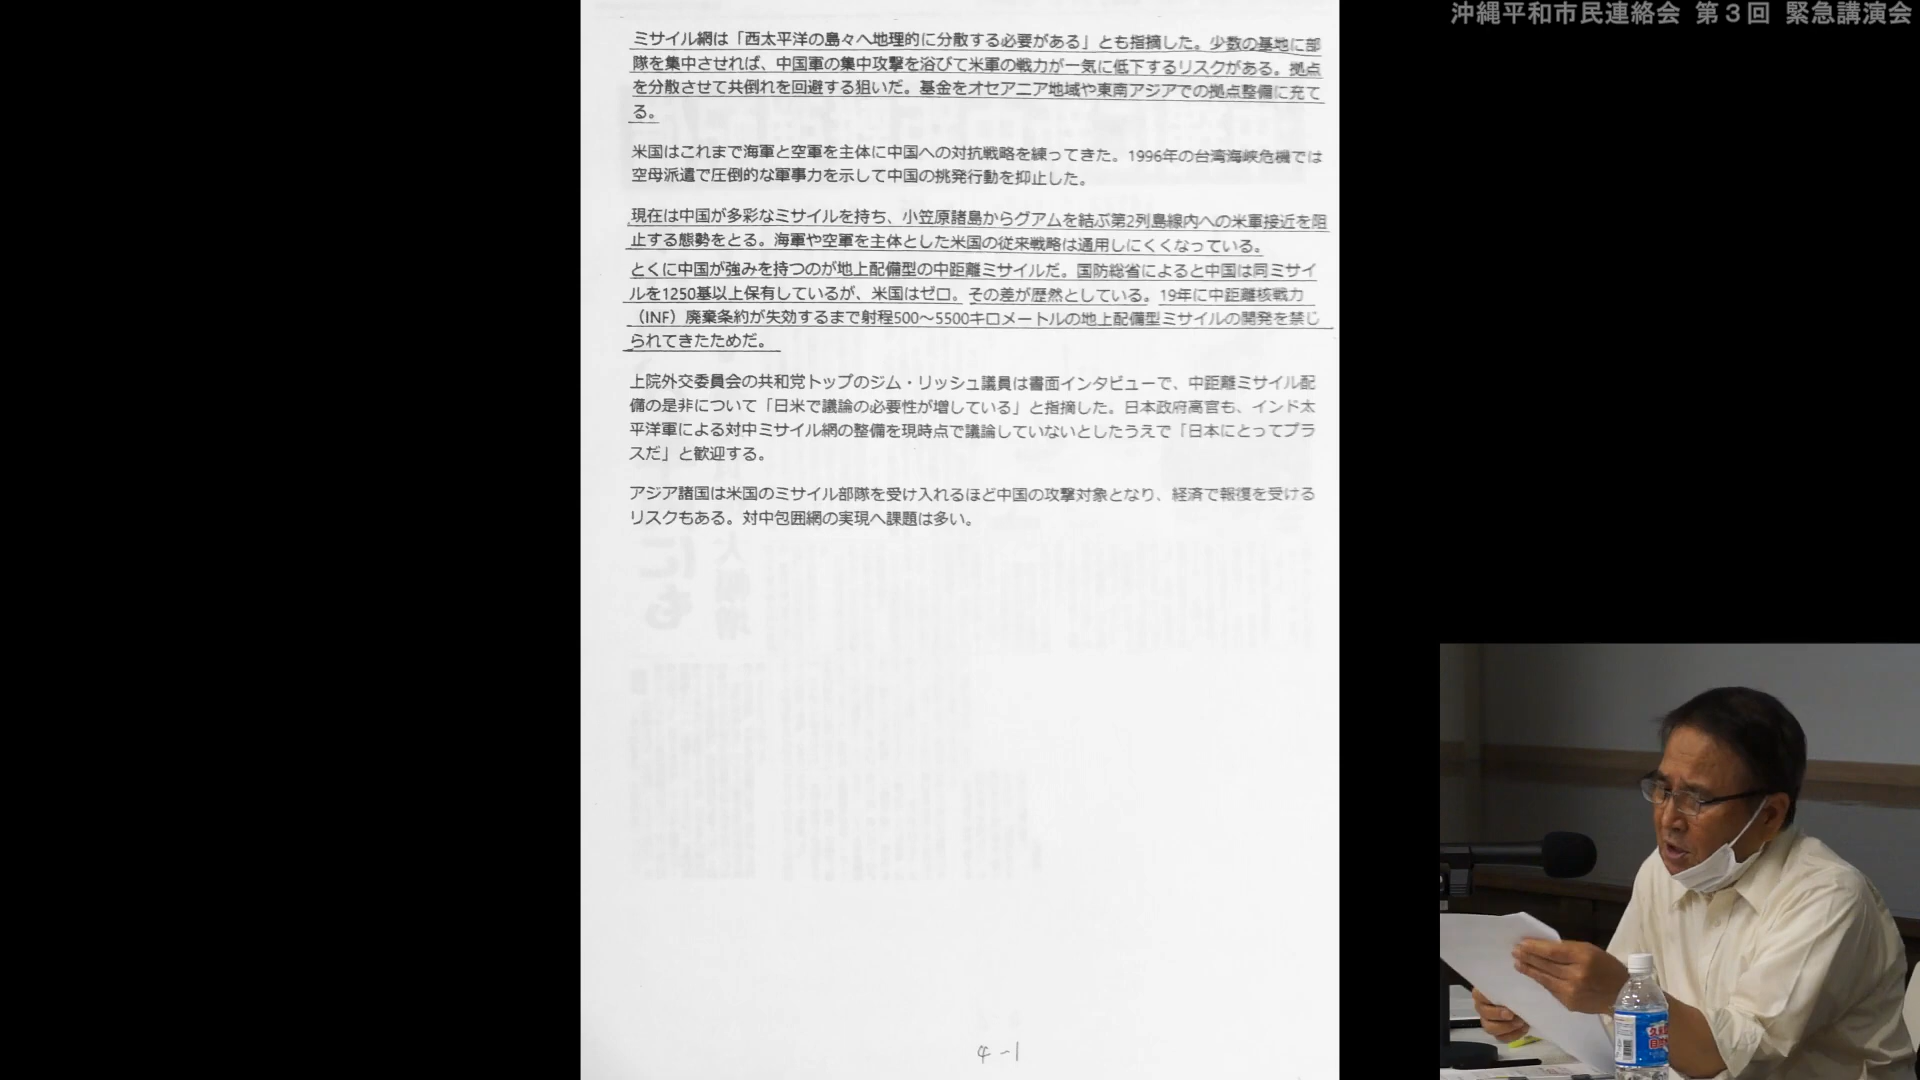 沖縄平和市民連絡会 第3回 緊急講演会
ミサイル網は「西太平洋の島々へ地理的に分散する必要がある」とも指摘した。少数の基地に部
隊を集中させれば、中国軍の集中攻撃を浴びて米軍の戦力が一気に低下するリスクがある。拠点
を分散させて共倒れを回避する狙いだ。基金をオセアニア地域や東南アジアでの拠点整備に充て
る。
米国はこれまで海軍と空軍を主体に中国への対抗戦略を練ってきた。1996年の台湾海峡危機では
空母派遣で圧倒的な軍事力を示して中国の挑発行動を抑止した。
現在は中国が多彩なミサイルを持ち、小笠原諸島からグアムを結ぶ第2列島線内への米軍接近を阻
止する態勢をとる。海軍や空軍を主体とした米国の従来戦略は通用しにくくなっている。
とくに中国が強みを持つのが地上配備型の中距離ミサイルだ。国防総省によると中国は同ミサイ
ルを1250基以上保有しているが、米国はゼロ。その差が歴然としている。19年に中距離核戦力
（INF）廃棄条約が失効するまで射程500～5500キロメートルの地上配備型ミサイルの開発を禁じ
られてきたためだ。
上院外交委員会の共和党トップのジム・リッシュ議員は書面インタビューで、中距離ミサイル配
備の是非について「日米で議論の必要性が増している」と指摘した。日本政府高官も、インド太
平洋軍による対中ミサイル網の整備を現時点で議論していないとしたうえで「日本にとってプラ
スだ」と歓迎する。
アジア諸国は米国のミサイル部隊を受け入れるほど中国の攻撃対象となり、経済で報復を受ける
リスクもある。対中包囲網の実現へ課題は多い。
4-1